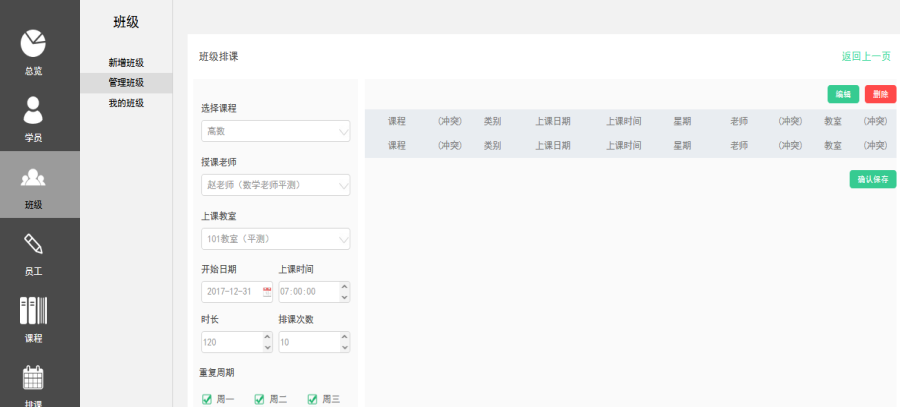 总览
学员
班级
员工
课程
排课
班级
新增班级
管理班级
我的班级
班级排课
返回上一页
选择课程
高数
授课老师
赵老师（数学老师平测）
上课教室
101教室（平测）
开始日期 上课时间
2017-12-31 07:00:00
时长 排课次数
120 10
重复周期
周一 周二 周三
编辑 删除
课程 (冲突) 类别 上课日期 上课时间 星期 老师 (冲突) 教室 (冲突)
课程 (冲突) 类别 上课日期 上课时间 星期 老师 (冲突) 教室 (冲突)
确认保存